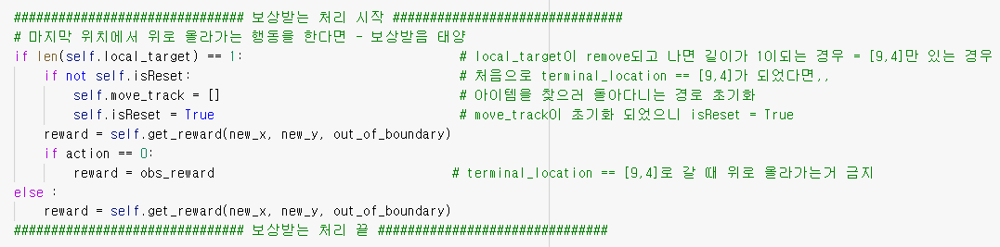 ############################### 보상받는 처리 시작 ###############################
# 마지막 위치에서 위로 올라가는 행동을 한다면 - 보상받음 태양
if len(self.local_target) == 1: # local_target이 remove되고 나면 길이가 1이되는 경우 = [9,4]만 있는 경우
if not self.isReset: # 처음으로 terminal_location == [9,4]가 되었다면,,
self.move_track = [] # 아이템을 찾으러 돌아다니는 경로 초기화
self.isReset = True # move_track이 초기화 되었으니 isReset = True
reward = self.get_reward(new_x, new_y, out_of_boundary)
if action == 0:
reward = obs_reward # terminal_location == [9,4]로 갈 때 위로 올라가는거 금지
else :
reward = self.get_reward(new_x, new_y, out_of_boundary)
############################### 보상받는 처리 끝 ###############################